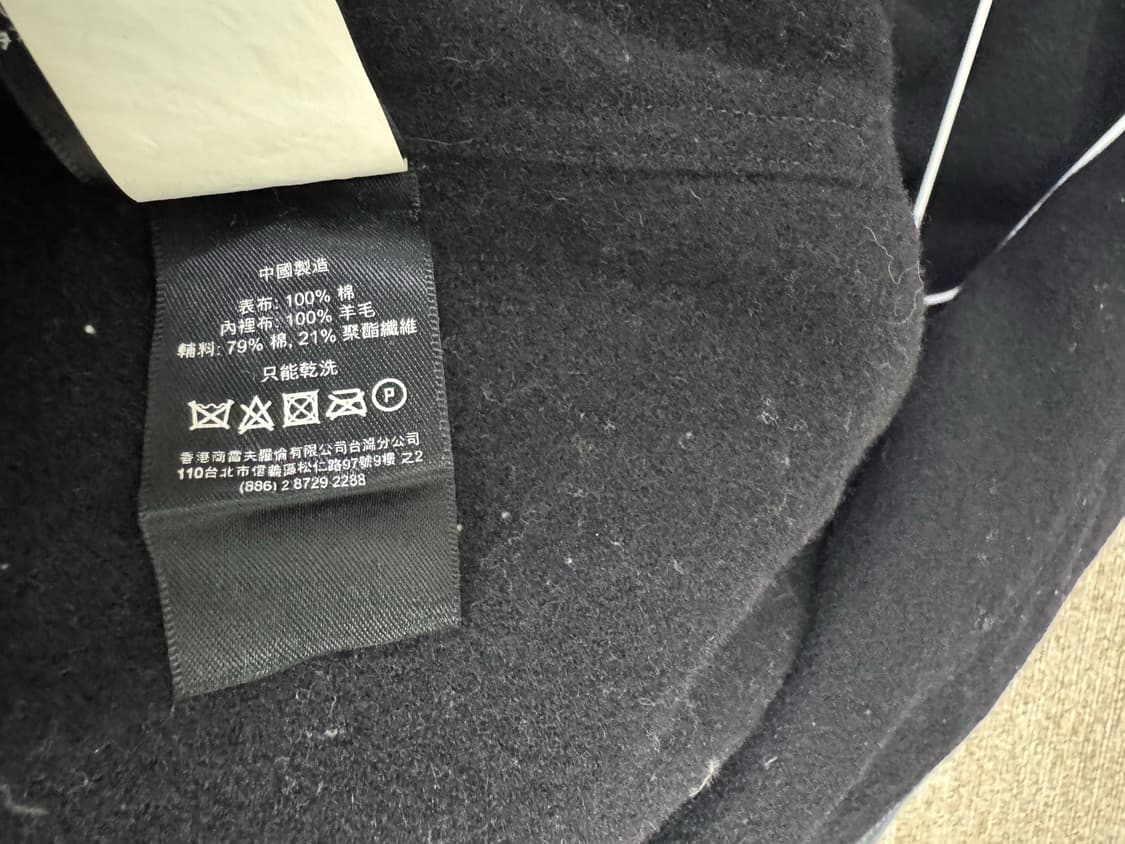 中國製造
表布: 100% 棉
內裡布: 100% 羊毛
輔料: 79% 棉, 21% 聚酯纖維
只能乾洗
P
香港商雷夫羅倫有限公司台灣分公司
110台北市信義區松仁路97號9樓 之2
(886) 2 8729 2288